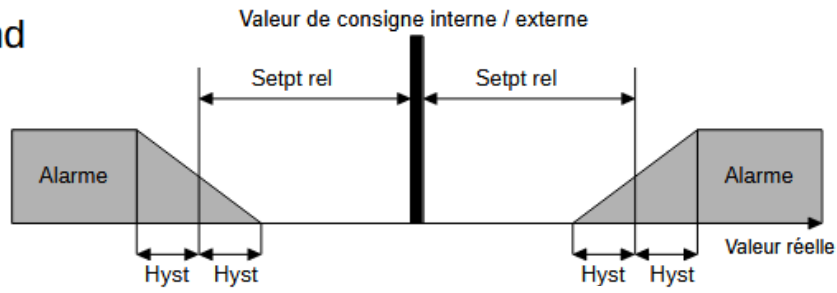 nd
Valeur de consigne interne / externe
Setpt rel Setpt rel
Alarme Alarme
Valeur réelle
Hyst Hyst Hyst Hyst